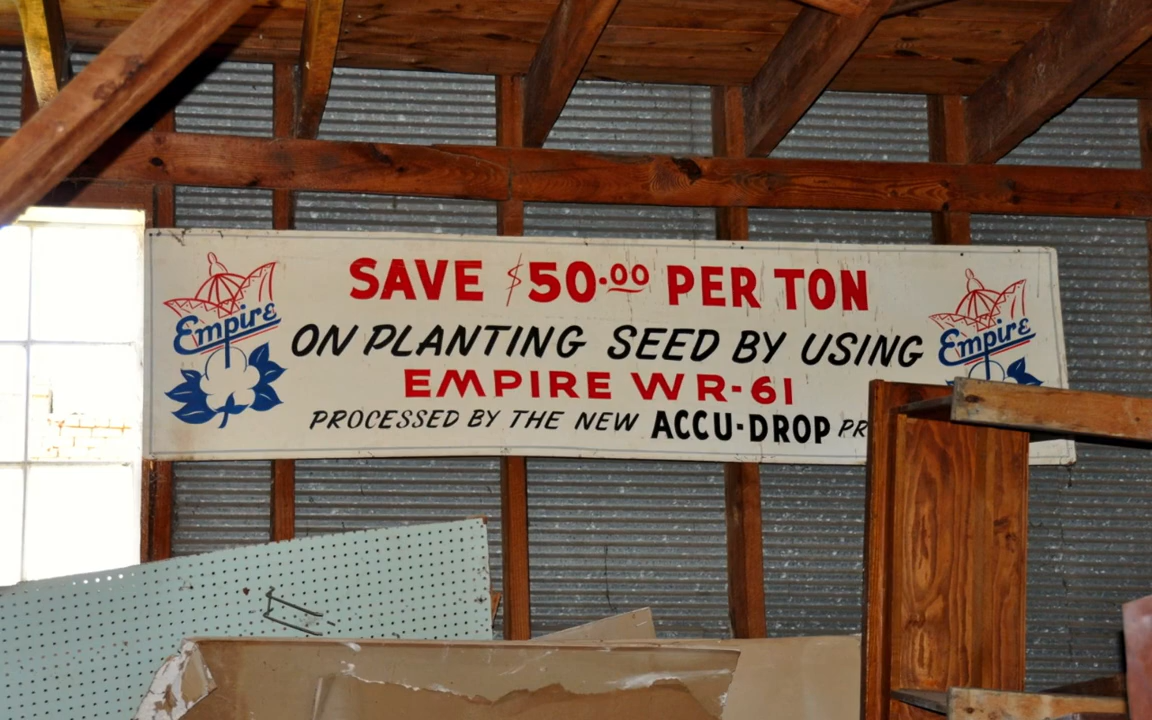 Empire
SAVE $50.00 PER TON
ON PLANTING SEED BY USING
EMPIRE WR-61
PROCESSED BY THE NEW ACCU-DROP
Empire